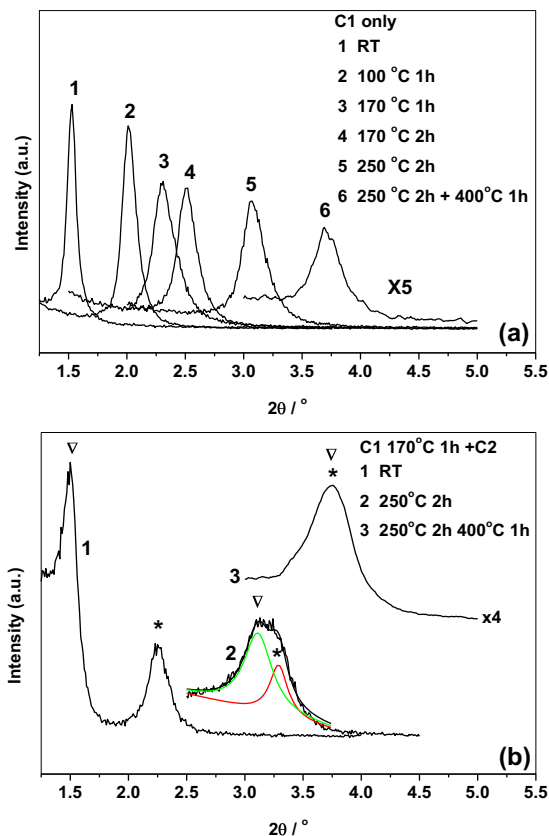 C1 only
1 RT
2 100 °C 1h
3 170 °C 1h
4 170 °C 2h
5 250 °C 2h
6 250 °C 2h + 400°C 1h
1
2
3
4
5
6
X5
(a)
Intensity (a.u.)
1.5 2.0 2.5 3.0 3.5 4.0 4.5 5.0 5.5
2θ / °
C1 170°C 1h +C2
1 RT
2 250°C 2h
3 250°C 2h 400°C 1h
∇
∇
*
1
3
x4
*
∇
2
*
(b)
Intensity (a.u.)
1.5 2.0 2.5 3.0 3.5 4.0 4.5 5.0 5.5
2θ / °